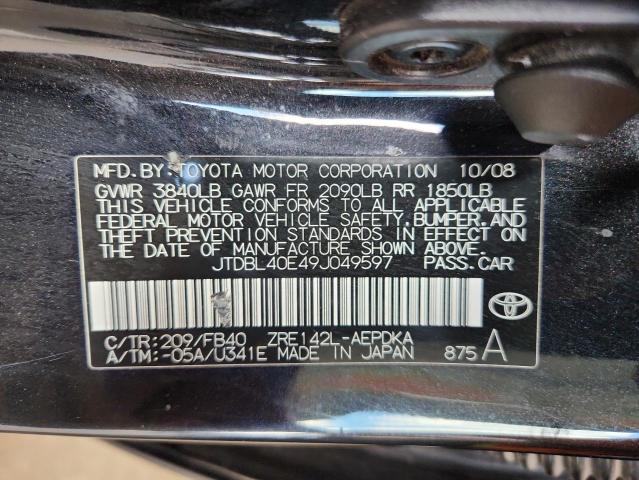 MFD.BY:TOYOTA MOTOR CORPORATION 10/08
GVWR 3840LB GAWR FR 2090LB RR 1850LB
THIS VEHICLE CONFORMS TO ALL APPLICABLE
FEDERAL MOTOR VEHICLE SAFETY, BUMPER, AND
THEFT PREVENTION STANDARDS IN EFFECT ON
THE DATE OF MANUFACTURE SHOWN ABOVE.
JTDBL40E49J049597 PASS.CAR
C/TR:209/FB40 ZRE142L-AEPDKA
A/TM:-05A/U341E MADE IN JAPAN 875 A